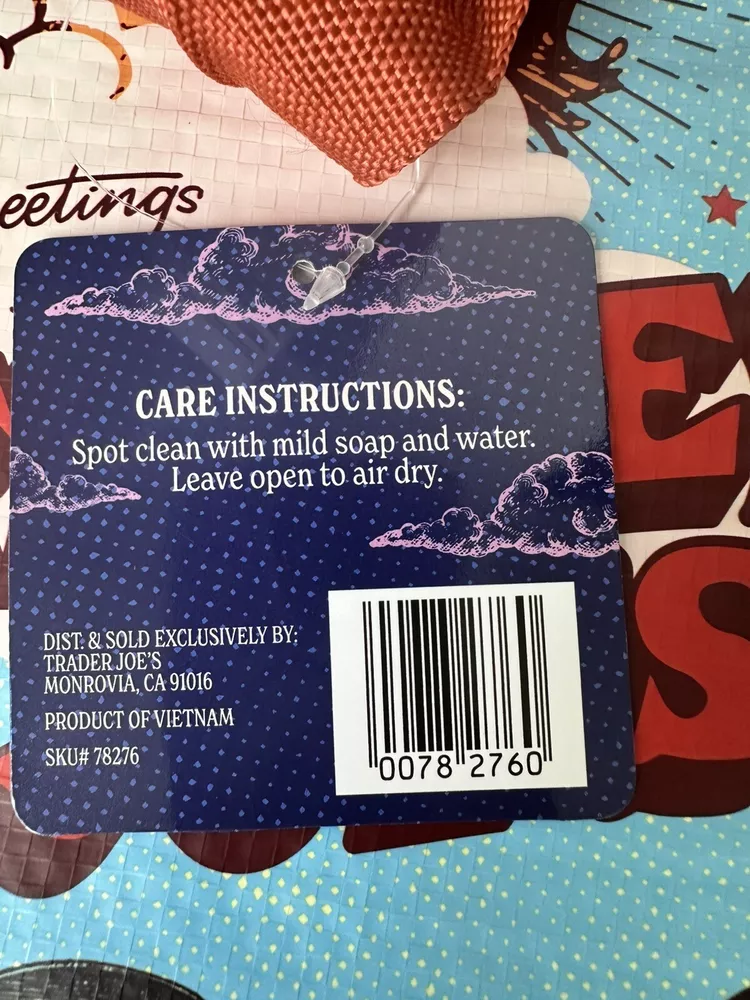 eetings
CARE INSTRUCTIONS:
Spot clean with mild soap and water.
Leave open to air dry.
DIST. & SOLD EXCLUSIVELY BY:
TRADER JOE'S
MONROVIA, CA 91016
PRODUCT OF VIETNAM
SKU# 78276
0078 2760
E
S